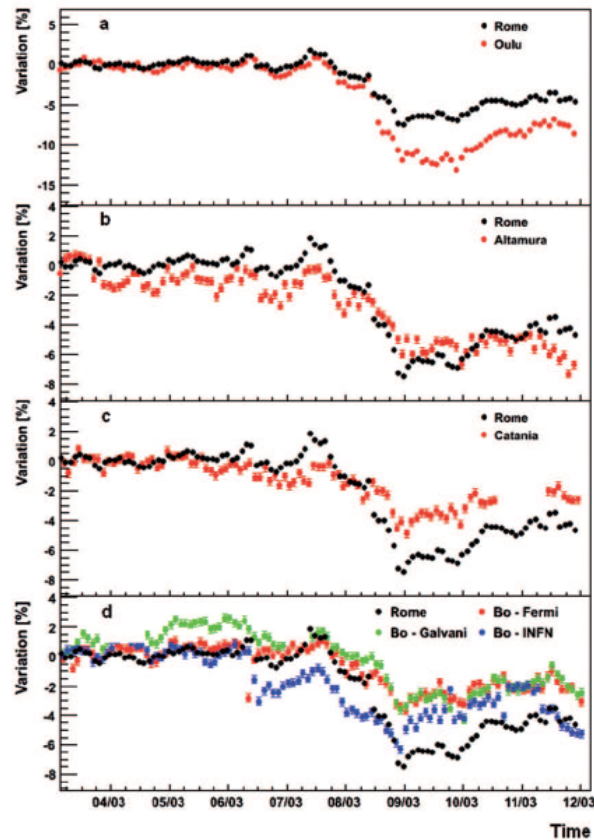 a
Rome
Oulu
Variation [%]
5
0
-5
-10
-15
b
Rome
Altamura
Variation [%]
4
2
0
-2
-4
-6
-8
c
Rome
Catania
Variation [%]
4
2
0
-2
-4
-6
-8
d
Rome
Bo - Fermi
Bo - Galvani
Bo - INFN
Variation [%]
4
2
0
-2
-4
-6
-8
04/03 05/03 06/03 07/03 08/03 09/03 10/03 11/03 12/03
Time